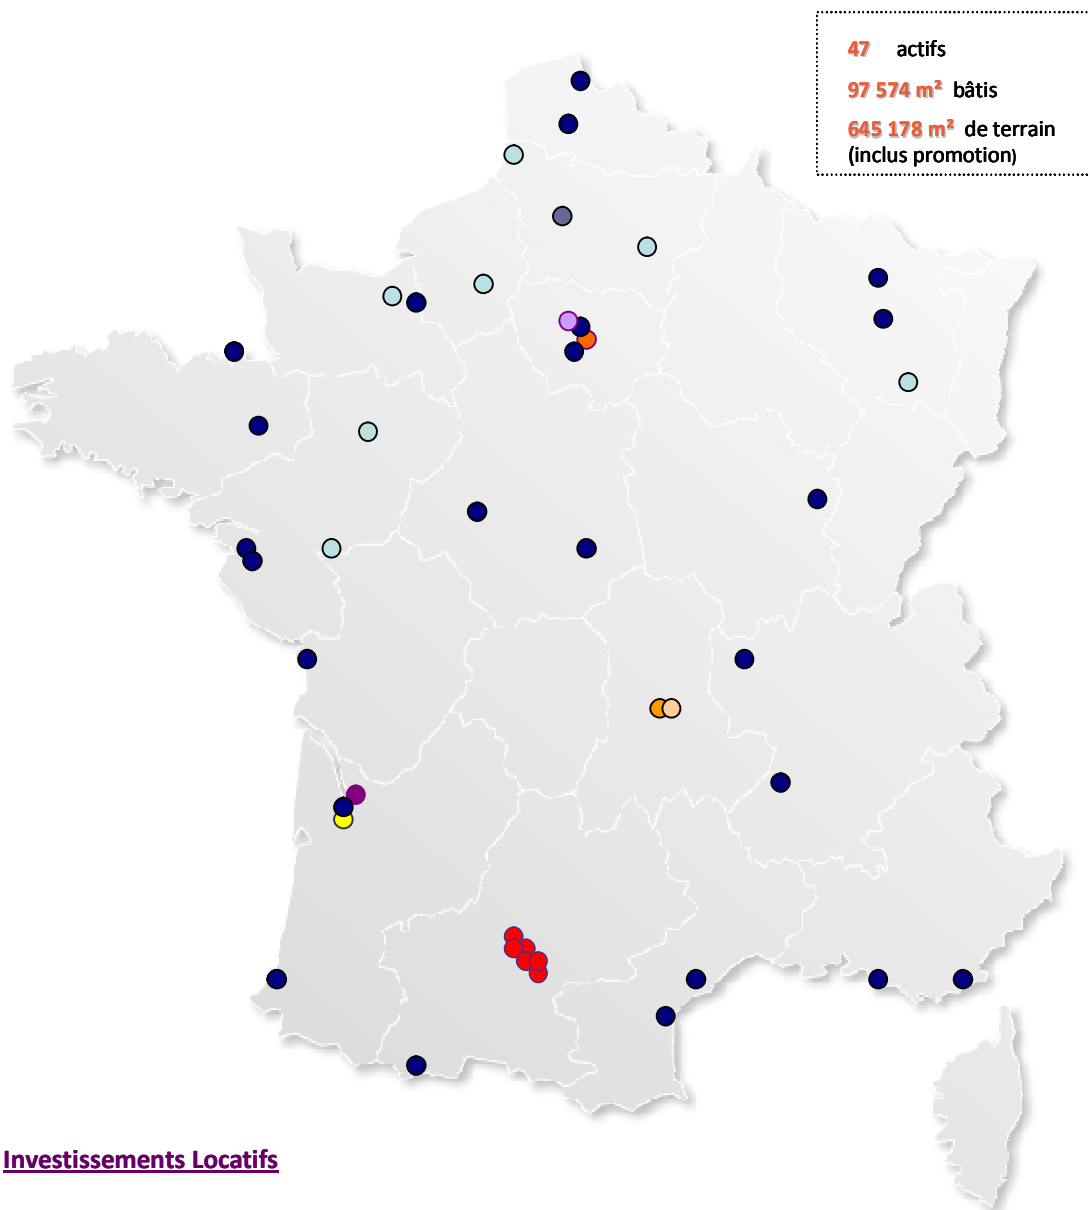 47 actifs
97 574 m² bâtis
645 178 m² de terrain
(inclus promotion)
Investissements Locatifs